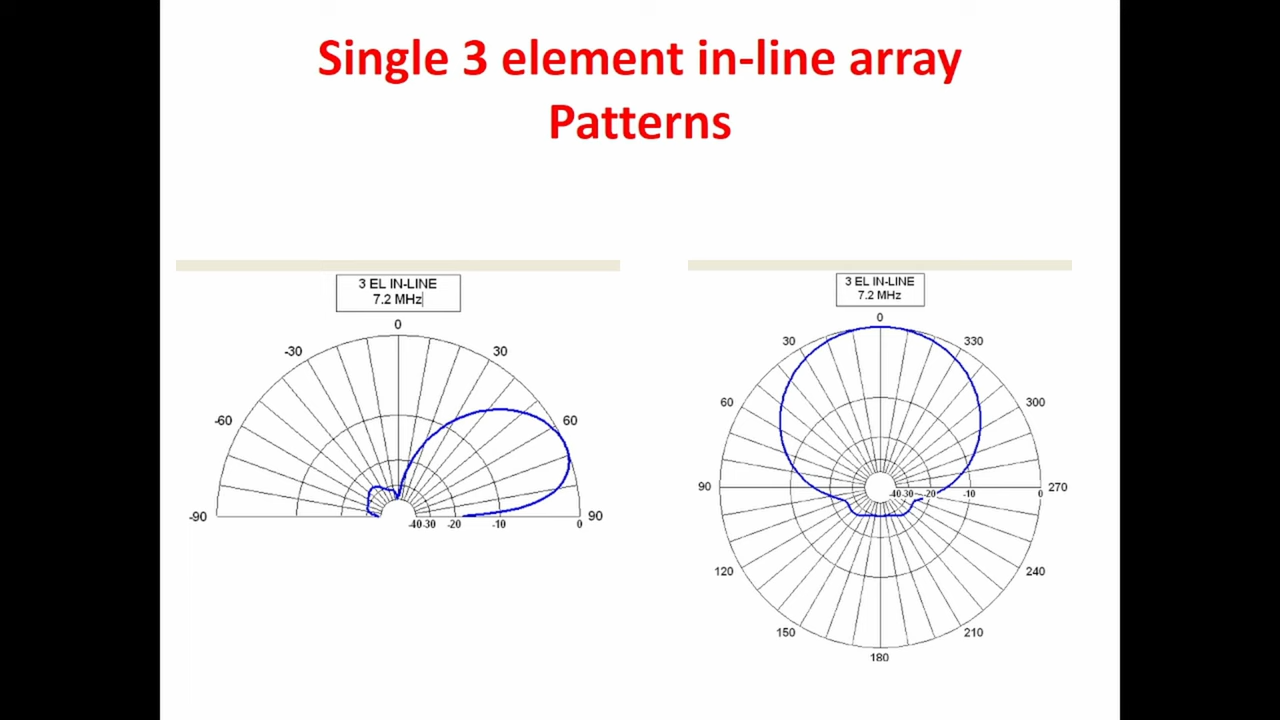 Single 3 element in-line array
Patterns
3 EL IN-LINE
7.2 MHz
0
-30
30
-60
60
-90
90
-40 -30 -20 -10 0
3 EL IN-LINE
7.2 MHz
0
30
330
60
300
90
270
-40 -30 -20 -10 0
120
240
150
210
180